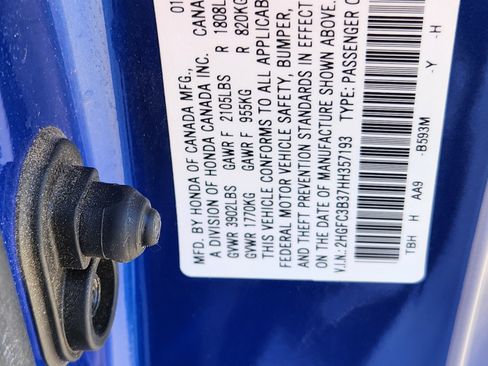 01
MFD. BY HONDA OF CANADA MFG.,
A DIVISION OF HONDA CANADA INC. CANADA
GVWR 3902LBS GAWR F 2105LBS R 1808L
GVWR 1770KG GAWR F 955KG R 820KG
THIS VEHICLE CONFORMS TO ALL APPLICAB
FEDERAL MOTOR VEHICLE SAFETY, BUMPER,
AND THEFT PREVENTION STANDARDS IN EFFECT
ON THE DATE OF MANUFACTURE SHOWN ABOVE.
V.I.N.: 2HGFC3B37HH357193 TYPE: PASSENGER C
TBH H AA9 -B593M -Y -H